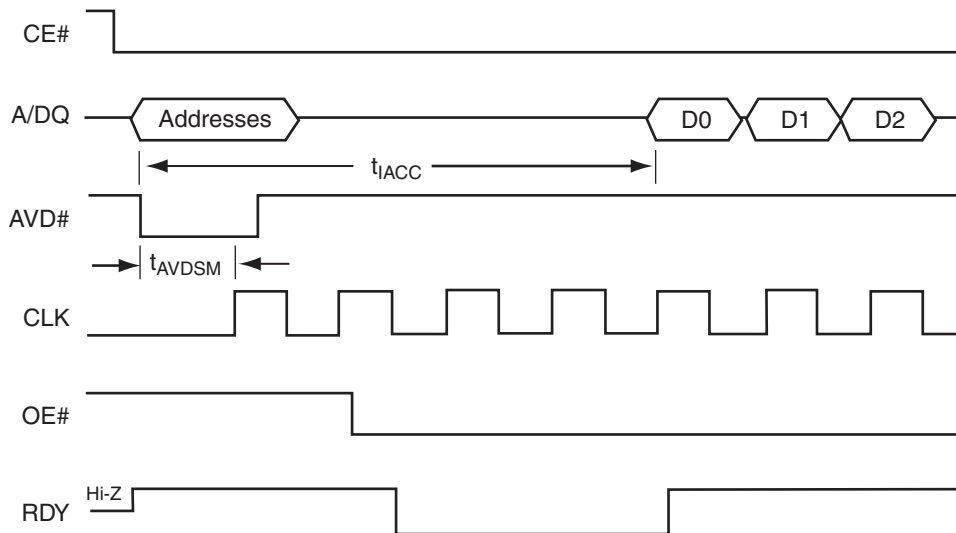 CE#
A/DQ Addresses D0 D1 D2
tIACC
AVD#
tAVDSM
CLK
OE#
Hi-Z
RDY